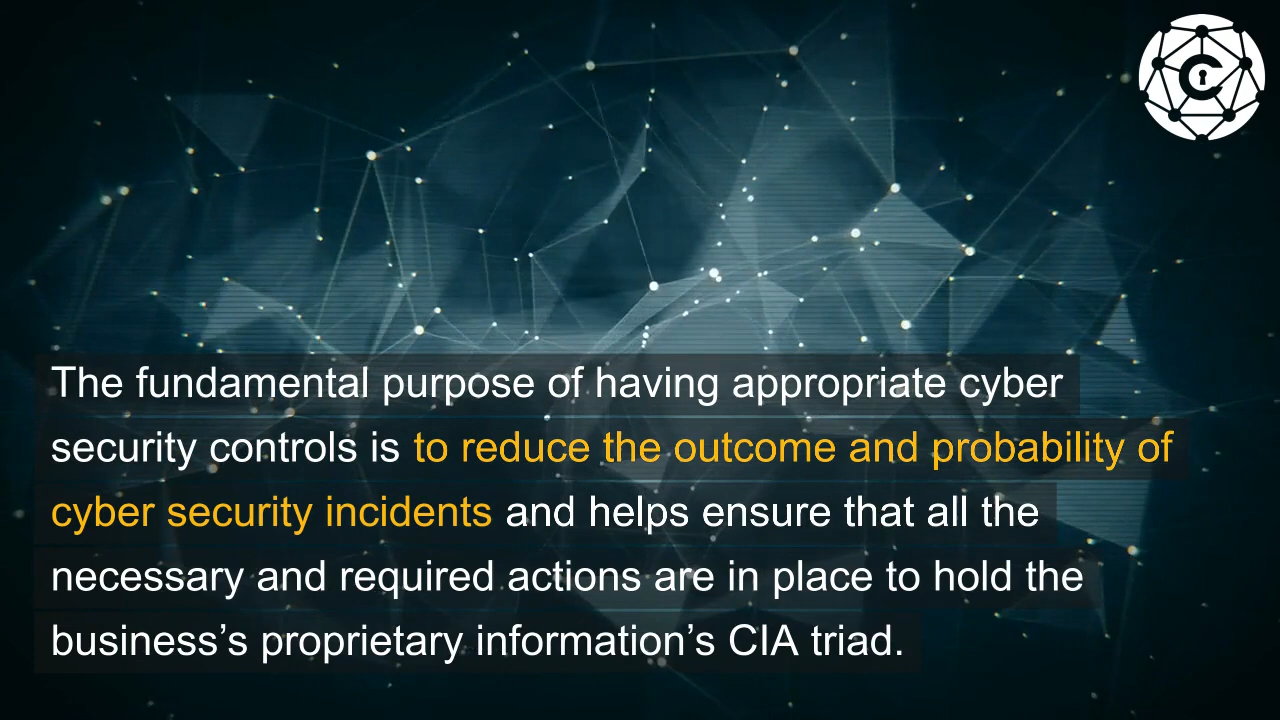 The fundamental purpose of having appropriate cyber
security controls is to reduce the outcome and probability of
cyber security incidents and helps ensure that all the
necessary and required actions are in place to hold the
business’s proprietary information’s CIA triad.